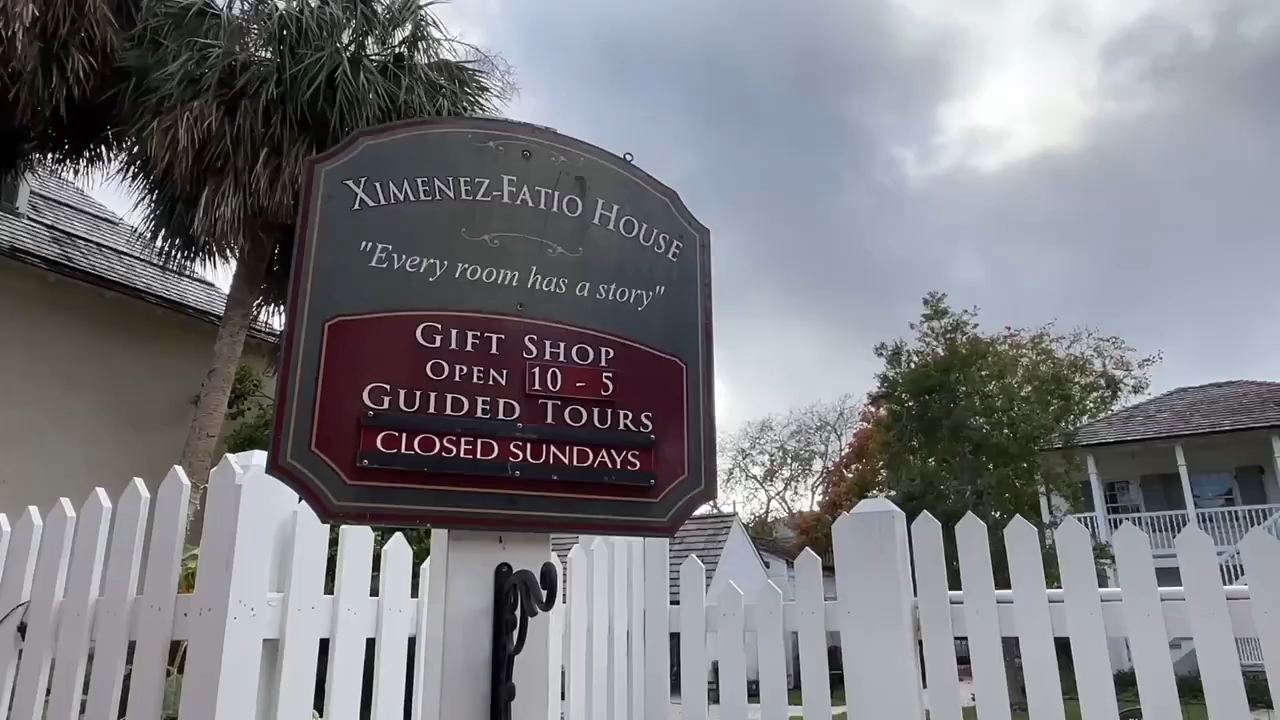 XIMENEZ-FATIO HOUSE
"Every room has a story"
GIFT SHOP
OPEN 10 - 5
GUIDED TOURS
CLOSED SUNDAYS